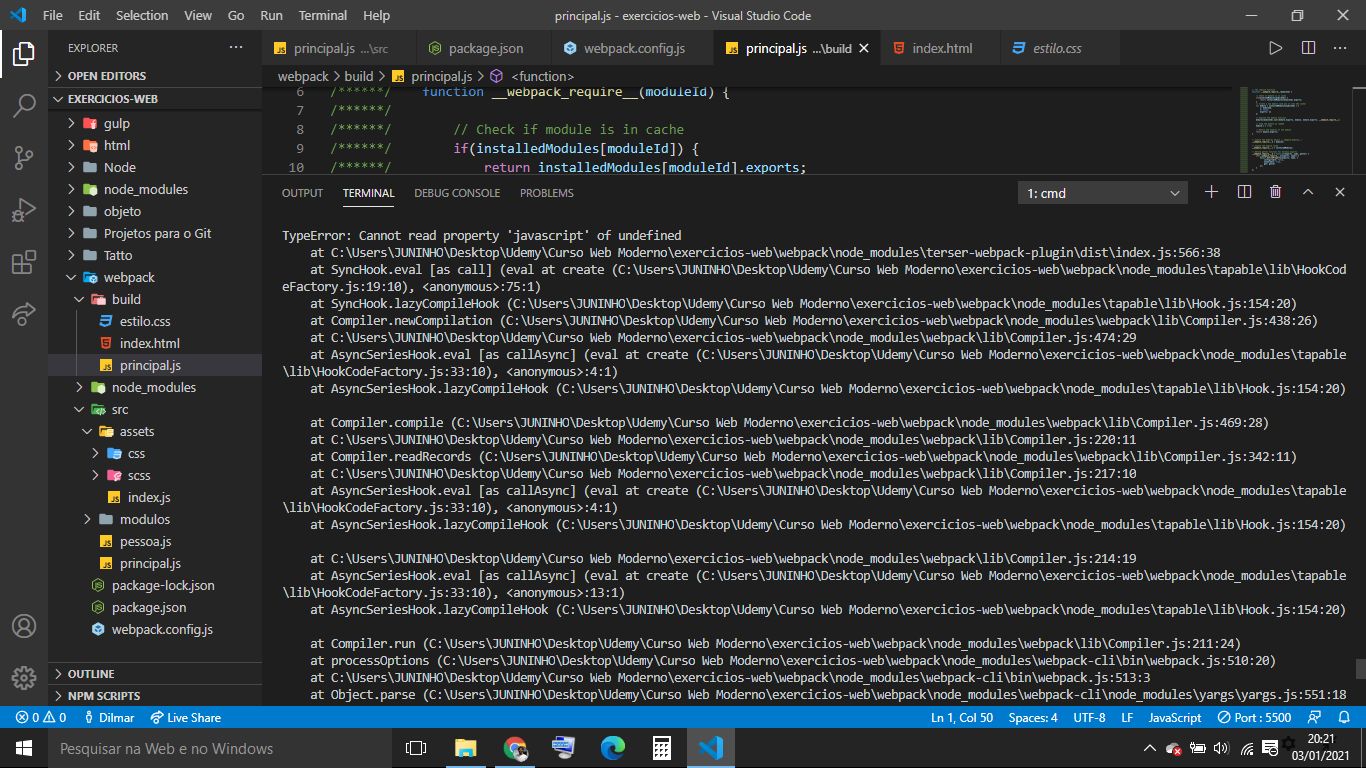 File Edit Selection View Go Run Terminal Help
principal.js - exercicios-web - Visual Studio Code
EXPLORER
OPEN EDITORS
EXERCICIOS-WEB
gulp
html
Node
node_modules
objeto
Projetos para o Git
Tatto
webpack
build
estilo.css
index.html
principal.js
node_modules
src
assets
css
scss
index.js
modulos
pessoa.js
principal.js
package-lock.json
package.json
webpack.config.js
OUTLINE
NPM SCRIPTS
principal.js ...\src package.json webpack.config.js principal.js ...\build index.html estilo.css
webpack > build > principal.js > <function>
6 /******/ function __webpack_require__(moduleId) {
7 /******/
8 /******/ // Check if module is in cache
9 /******/ if(installedModules[moduleId]) {
10 /******/ return installedModules[moduleId].exports;
OUTPUT TERMINAL DEBUG CONSOLE PROBLEMS
1: cmd
TypeError: Cannot read property 'javascript' of undefined
at C:\Users\JUNINHO\Desktop\Udemy\Curso Web Moderno\exercicios-web\webpack\node_modules\terser-webpack-plugin\dist\index.js:566:38
at SyncHook.eval [as call] (eval at create (C:\Users\JUNINHO\Desktop\Udemy\Curso Web Moderno\exercicios-web\webpack\node_modules\tapable\lib\HookCod
eFactory.js:19:10), <anonymous>:75:1)
at SyncHook.lazyCompileHook (C:\Users\JUNINHO\Desktop\Udemy\Curso Web Moderno\exercicios-web\webpack\node_modules\tapable\lib\Hook.js:154:20)
at Compiler.newCompilation (C:\Users\JUNINHO\Desktop\Udemy\Curso Web Moderno\exercicios-web\webpack\node_modules\webpack\lib\Compiler.js:438:26)
at C:\Users\JUNINHO\Desktop\Udemy\Curso Web Moderno\exercicios-web\webpack\node_modules\webpack\lib\Compiler.js:474:29
at AsyncSeriesHook.eval [as callAsync] (eval at create (C:\Users\JUNINHO\Desktop\Udemy\Curso Web Moderno\exercicios-web\webpack\node_modules\tapable
\lib\HookCodeFactory.js:33:10), <anonymous>:4:1)
at AsyncSeriesHook.lazyCompileHook (C:\Users\JUNINHO\Desktop\Udemy\Curso Web Moderno\exercicios-web\webpack\node_modules\tapable\lib\Hook.js:154:20)
at Compiler.compile (C:\Users\JUNINHO\Desktop\Udemy\Curso Web Moderno\exercicios-web\webpack\node_modules\webpack\lib\Compiler.js:469:28)
at C:\Users\JUNINHO\Desktop\Udemy\Curso Web Moderno\exercicios-web\webpack\node_modules\webpack\lib\Compiler.js:220:11
at Compiler.readRecords (C:\Users\JUNINHO\Desktop\Udemy\Curso Web Moderno\exercicios-web\webpack\node_modules\webpack\lib\Compiler.js:342:11)
at C:\Users\JUNINHO\Desktop\Udemy\Curso Web Moderno\exercicios-web\webpack\node_modules\webpack\lib\Compiler.js:217:10
at AsyncSeriesHook.eval [as callAsync] (eval at create (C:\Users\JUNINHO\Desktop\Udemy\Curso Web Moderno\exercicios-web\webpack\node_modules\tapable
\lib\HookCodeFactory.js:33:10), <anonymous>:4:1)
at AsyncSeriesHook.lazyCompileHook (C:\Users\JUNINHO\Desktop\Udemy\Curso Web Moderno\exercicios-web\webpack\node_modules\tapable\lib\Hook.js:154:20)
at C:\Users\JUNINHO\Desktop\Udemy\Curso Web Moderno\exercicios-web\webpack\node_modules\webpack\lib\Compiler.js:214:19
at AsyncSeriesHook.eval [as callAsync] (eval at create (C:\Users\JUNINHO\Desktop\Udemy\Curso Web Moderno\exercicios-web\webpack\node_modules\tapable
\lib\HookCodeFactory.js:33:10), <anonymous>:13:1)
at AsyncSeriesHook.lazyCompileHook (C:\Users\JUNINHO\Desktop\Udemy\Curso Web Moderno\exercicios-web\webpack\node_modules\tapable\lib\Hook.js:154:20)
at Compiler.run (C:\Users\JUNINHO\Desktop\Udemy\Curso Web Moderno\exercicios-web\webpack\node_modules\webpack\lib\Compiler.js:211:24)
at processOptions (C:\Users\JUNINHO\Desktop\Udemy\Curso Web Moderno\exercicios-web\webpack\node_modules\webpack-cli\bin\webpack.js:510:20)
at C:\Users\JUNINHO\Desktop\Udemy\Curso Web Moderno\exercicios-web\webpack\node_modules\webpack-cli\bin\webpack.js:513:3
at Object.parse (C:\Users\JUNINHO\Desktop\Udemy\Curso Web Moderno\exercicios-web\webpack\node_modules\webpack-cli\node_modules\yargs\yargs.js:551:18
0 0 Dilmar Live Share
Ln 1, Col 50 Spaces: 4 UTF-8 LF JavaScript Port : 5500
Pesquisar na Web e no Windows
20:21
03/01/2021